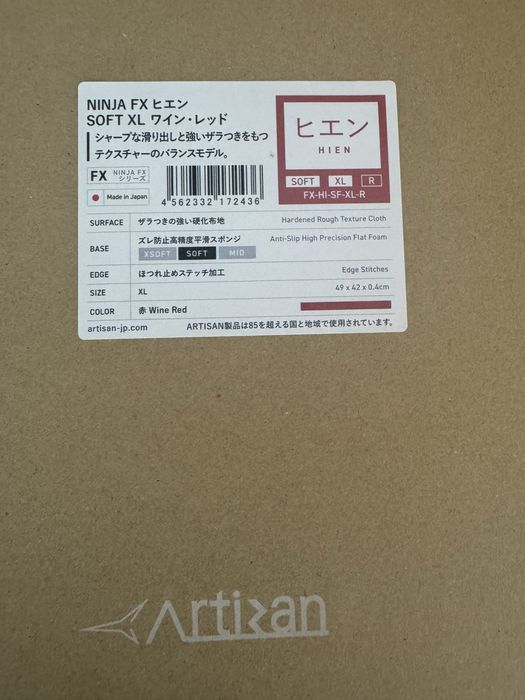 NINJA FX ヒエン
SOFT XL ワイン・レッド
シャープな滑り出しと強いザラつきをもつ
テクスチャーのバランスモデル。
FX NINJA FX
シリーズ
Made in Japan
4 562332 172436
ヒエン
HIEN
SOFT XL R
FX-HI-SF-XL-R
SURFACE ザラつきの強い硬化布地 Hardened Rough Texture Cloth
BASE ズレ防止高精度平滑スポンジ Anti-Slip High Precision Flat Foam
XSOFT SOFT MID
EDGE ほつれ止めステッチ加工 Edge Stitches
SIZE XL 49 x 42 x 0.4cm
COLOR 赤 Wine Red
artisan-jp.com ARTISAN製品は85を超える国と地域で使用されています。
Artisan